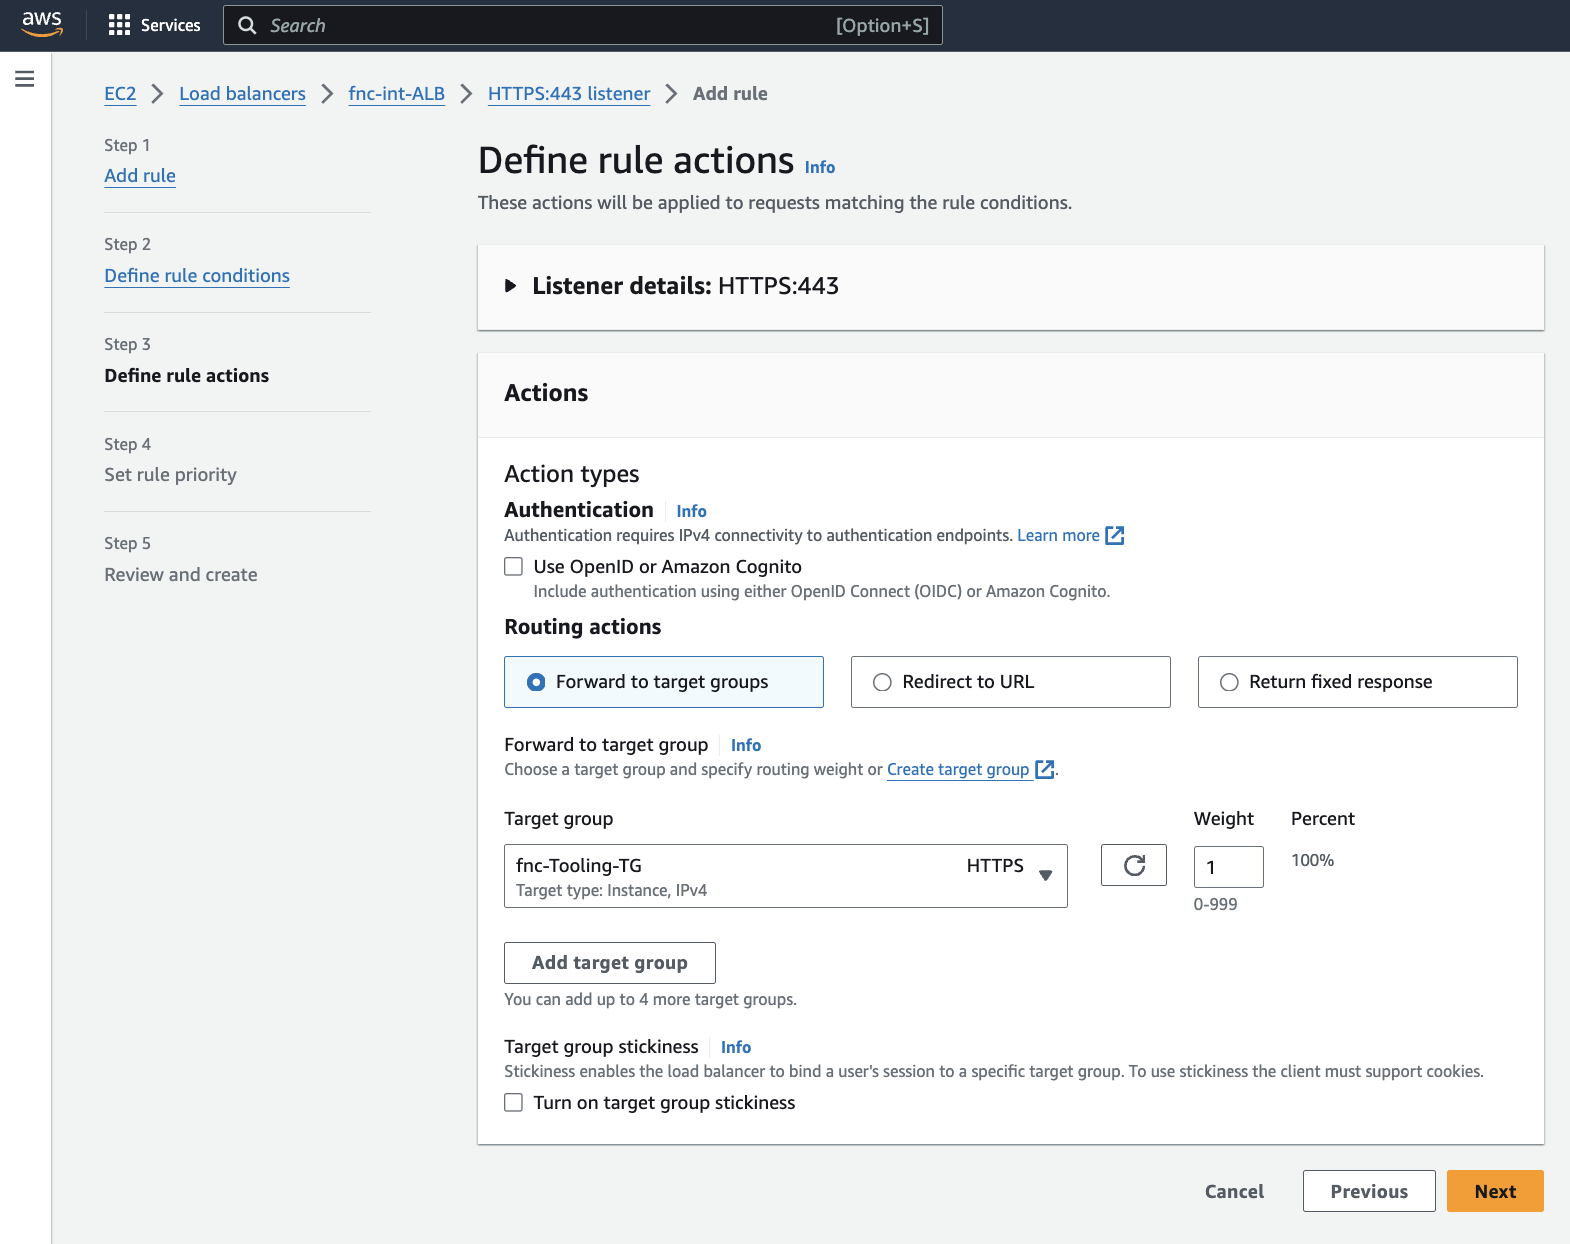 aws
Services
Search
[Option+S]
EC2 > Load balancers > fnc-int-ALB > HTTPS:443 listener > Add rule
Step 1
Add rule
Step 2
Define rule conditions
Step 3
Define rule actions
Step 4
Set rule priority
Step 5
Review and create
Define rule actions Info
These actions will be applied to requests matching the rule conditions.
Listener details: HTTPS:443
Actions
Action types
Authentication Info
Authentication requires IPv4 connectivity to authentication endpoints. Learn more
Use OpenID or Amazon Cognito
Include authentication using either OpenID Connect (OIDC) or Amazon Cognito.
Routing actions
Forward to target groups
Redirect to URL
Return fixed response
Forward to target group Info
Choose a target group and specify routing weight or Create target group .
Target group
Weight
Percent
fnc-Tooling-TG HTTPS
Target type: Instance, IPv4
1
0-999
100%
Add target group
You can add up to 4 more target groups.
Target group stickiness Info
Stickiness enables the load balancer to bind a user's session to a specific target group. To use stickiness the client must support cookies.
Turn on target group stickiness
Cancel
Previous
Next